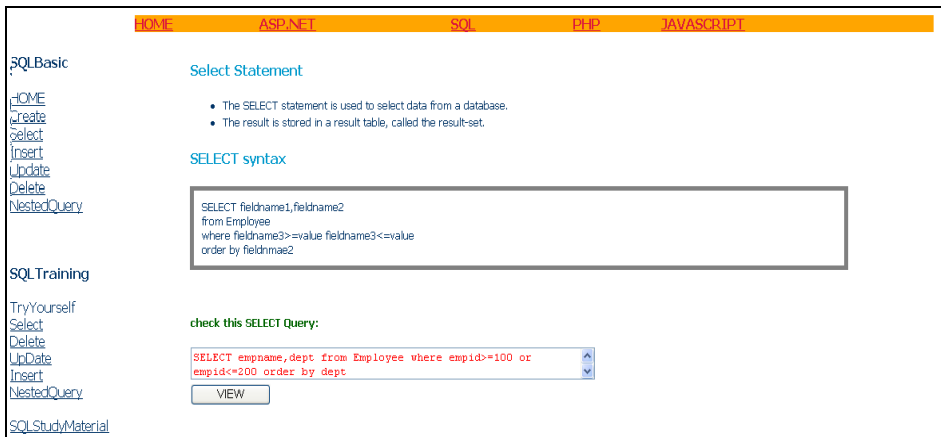 HOME ASP.NET SQL PHP JAVASCRIPT
SQLBasic
HOME
Create
Select
Insert
Update
Delete
NestedQuery
SQLTraining
TryYourself
Select
Delete
UpDate
Insert
NestedQuery
SQLStudyMaterial
Select Statement
• The SELECT statement is used to select data from a database.
• The result is stored in a result table, called the result-set.
SELECT syntax
SELECT fieldname1,fieldname2
from Employee
where fieldname3>=value fieldname3<=value
order by fieldnmae2
check this SELECT Query:
SELECT empname,dept from Employee where empid>=100 or
empid<=200 order by dept
VIEW